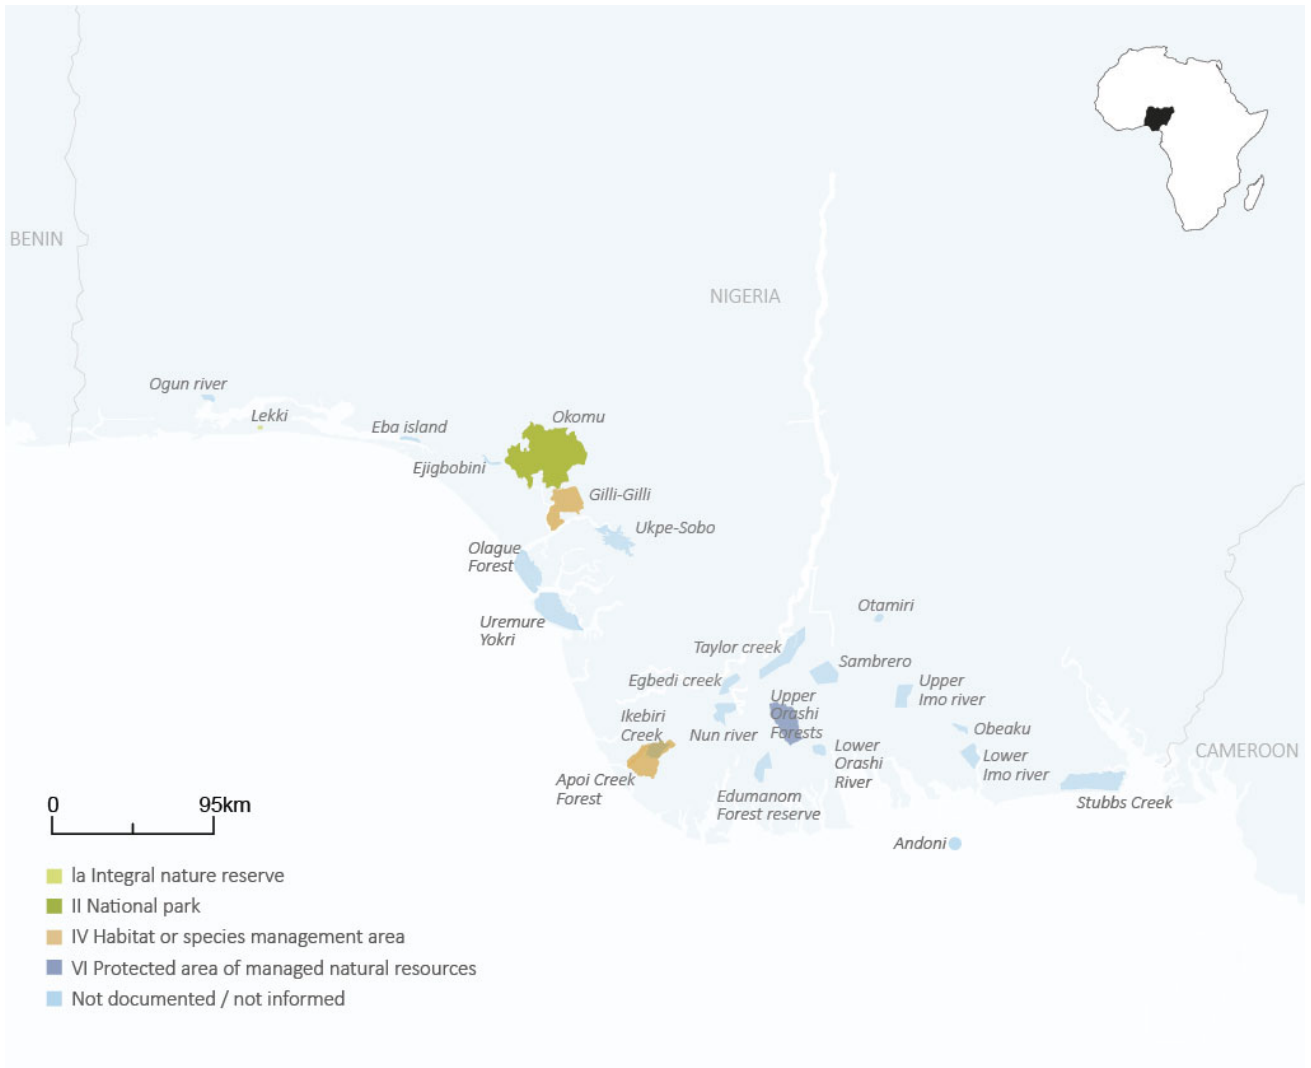 BENIN
NIGERIA
Ogun river
Lekki
Eba island
Okomu
Ejigbobini
Gilli-Gilli
Ukpe-Sobo
Olague
Forest
Uremure
Yokri
Otamiri
Taylor creek
Sambrero
Egbedi creek
Upper
Orashi
Forests
Upper
Imo river
Ikebiri
Creek
Nun river
Obeaku
Lower
Orashi
River
Lower
Imo river
CAMEROON
Apoi Creek
Forest
Edumanom
Forest reserve
Stubbs Creek
Andoni
0 95km
la Integral nature reserve
II National park
IV Habitat or species management area
VI Protected area of managed natural resources
Not documented / not informed